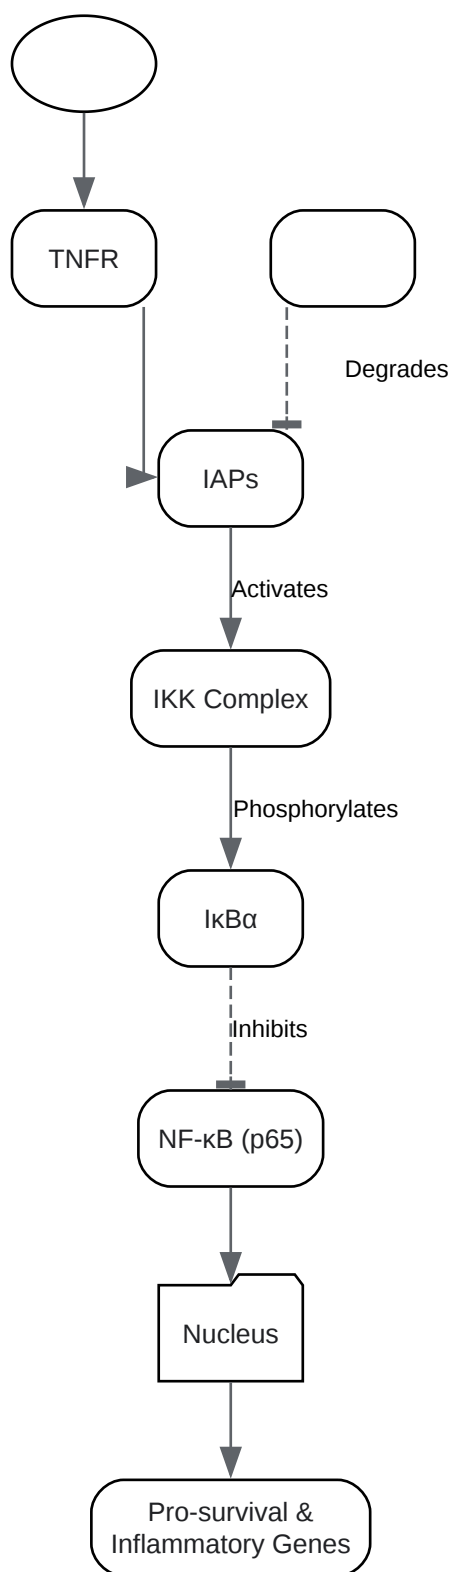 TNFR
Degrades
IAPs
Activates
IKK Complex
Phosphorylates
IκBα
Inhibits
NF-κB (p65)
Nucleus
Pro-survival &
Inflammatory Genes